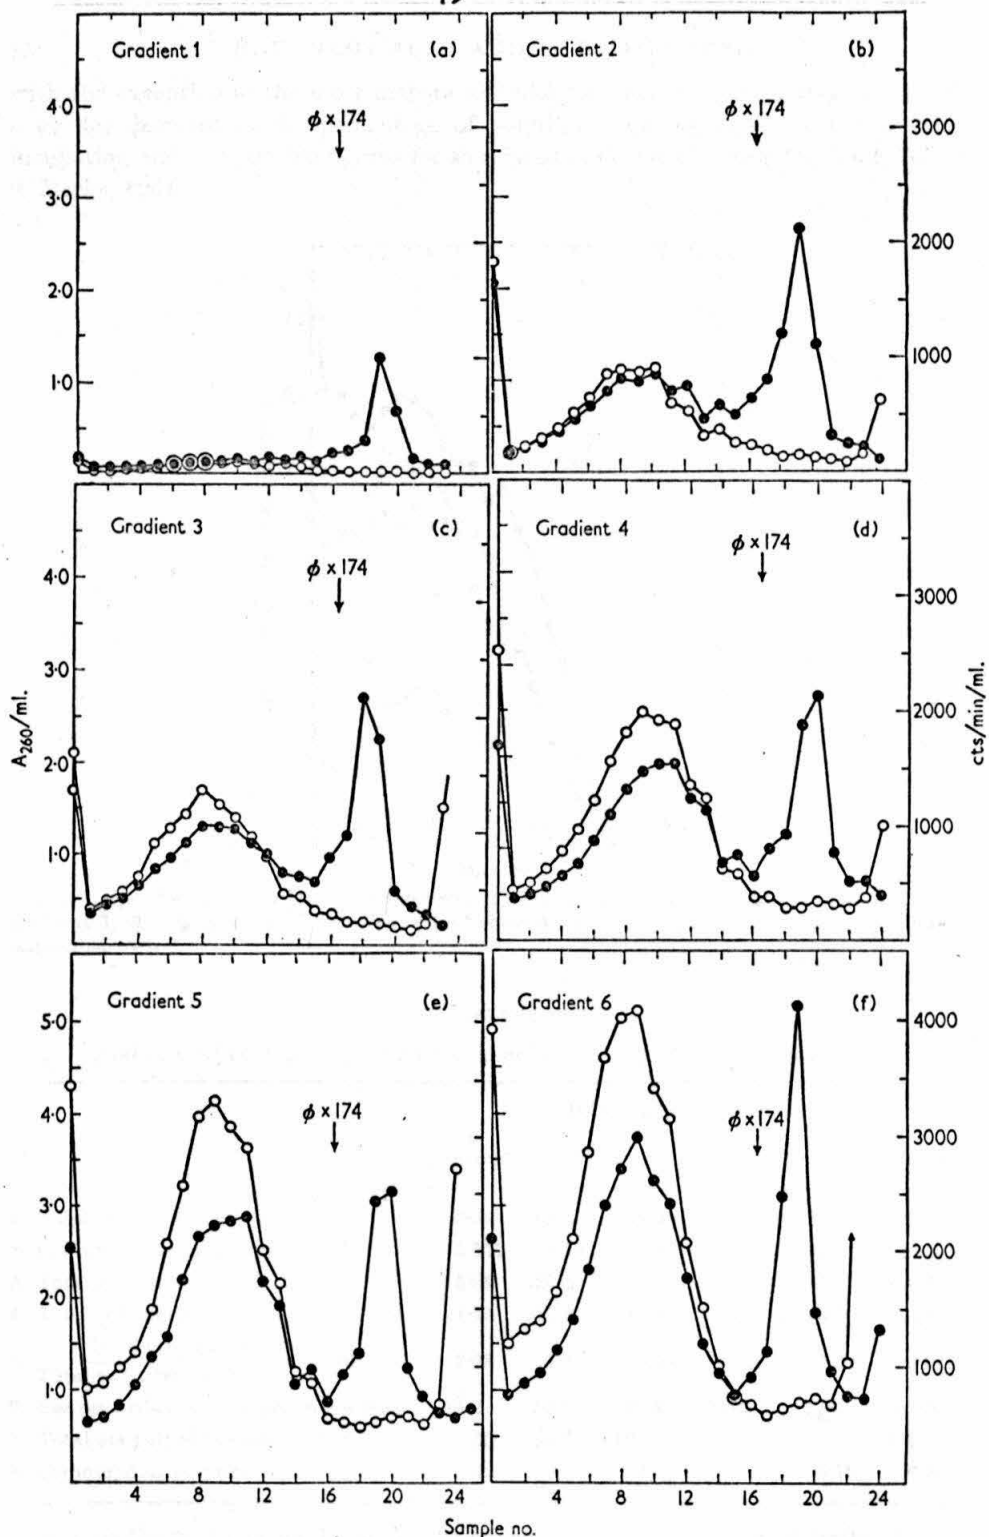 Gradient 1 (a)
φ x 174
4·0
3·0
2·0
1·0
Gradient 2 (b)
φ x 174
3000
2000
1000
Gradient 3 (c)
φ x 174
4·0
3·0
2·0
1·0
Gradient 4 (d)
φ x 174
3000
2000
1000
A260/ml.
cts/min/ml.
Gradient 5 (e)
φ x 174
5·0
4·0
3·0
2·0
1·0
4 8 12 16 20 24
Gradient 6 (f)
φ x 174
4000
3000
2000
1000
4 8 12 16 20 24
Sample no.